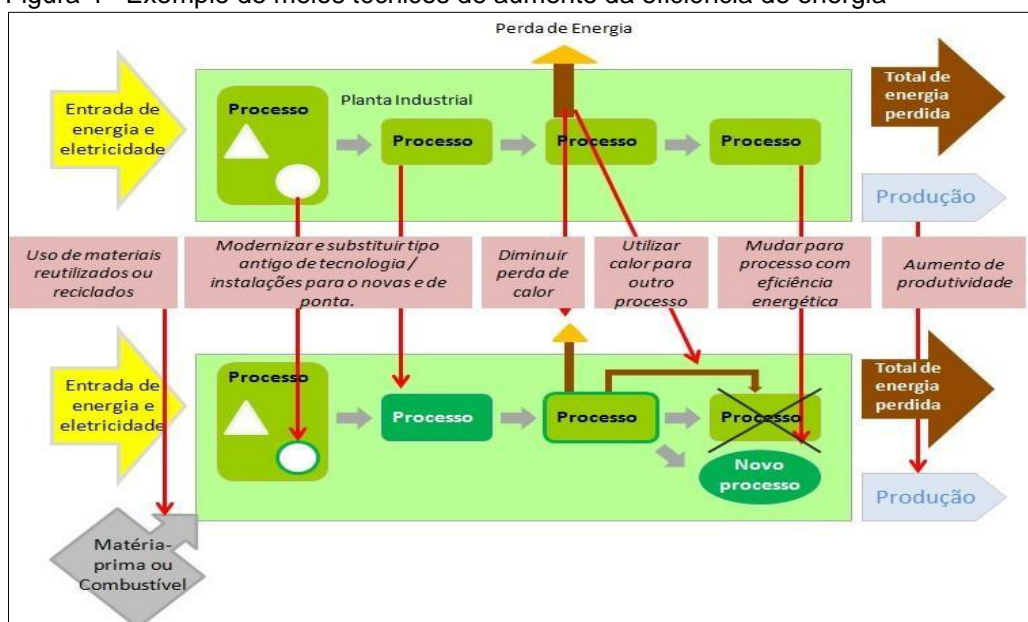 Figura 4 - Exemplo de meios técnicos de aumento da eficiência de energia
Perda de Energia
Entrada de
energia e
eletricidade
Processo
Planta Industrial
Processo
Processo
Processo
Total de
energia
perdida
Produção
Uso de materiais
reutilizados ou
reciclados
Modernizar e substituir tipo
antigo de tecnologia /
instalações para o novas e de
ponta.
Diminuir
perda de
calor
Utilizar
calor para
outro
processo
Mudar para
processo com
eficiência
energética
Aumento de
produtividade
Entrada de
energia e
eletricidade
Processo
Processo
Processo
Processo
Novo
processo
Total de
energia
perdida
Produção
Matéria-
prima ou
Combustível